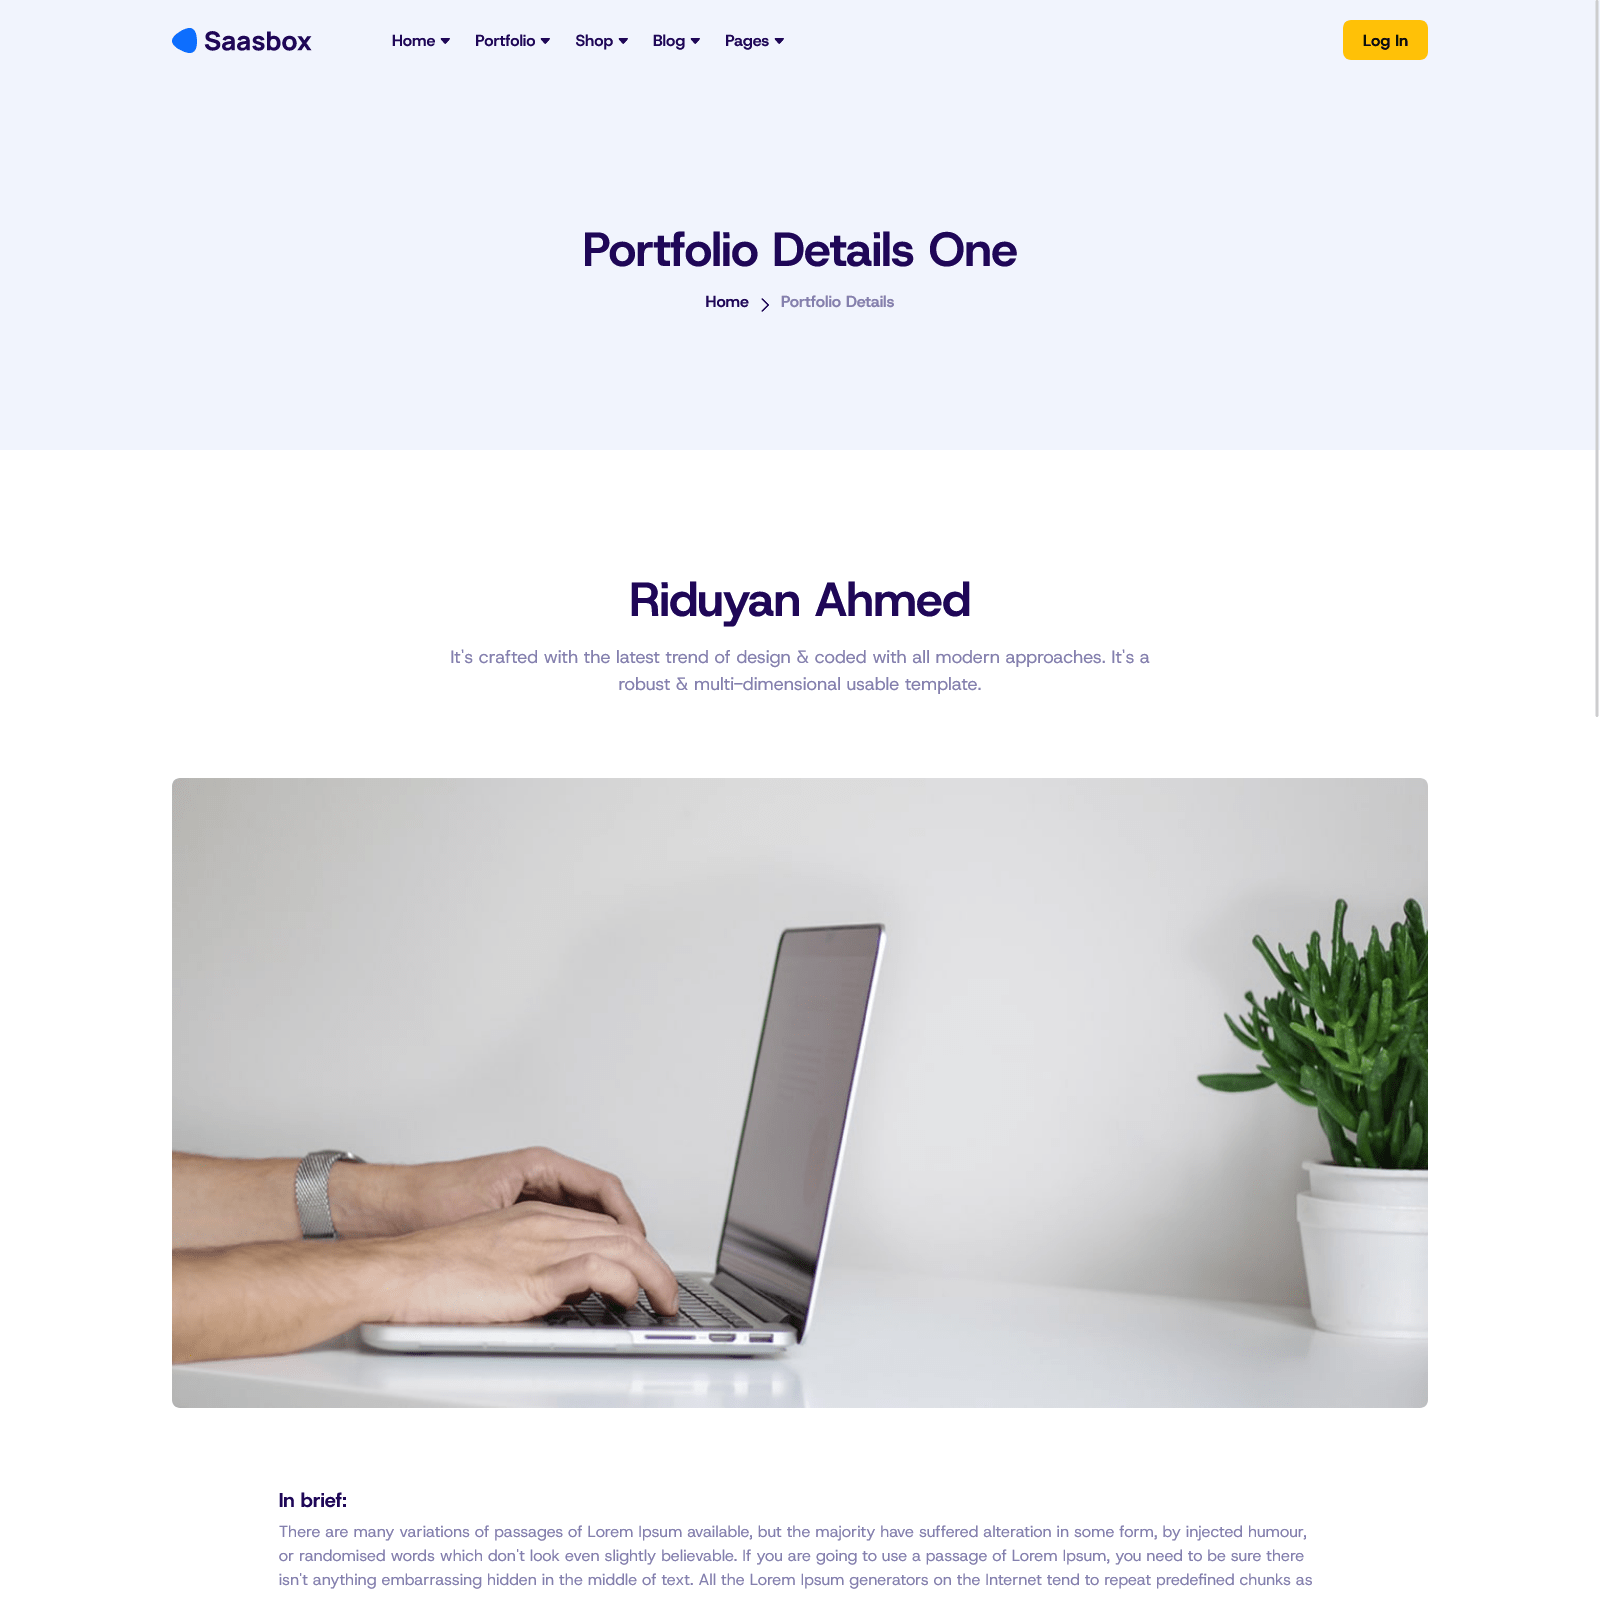 Saasbox Home Portfolio Shop Blog Pages Log In
Portfolio Details One
Home Portfolio Details
Riduyan Ahmed
It's crafted with the latest trend of design & coded with all modern approaches. It's a
robust & multi-dimensional usable template.
In brief:
There are many variations of passages of Lorem Ipsum available, but the majority have suffered alteration in some form, by injected humour,
or randomised words which don't look even slightly believable. If you are going to use a passage of Lorem Ipsum, you need to be sure there
isn't anything embarrassing hidden in the middle of text. All the Lorem Ipsum generators on the Internet tend to repeat predefined chunks as